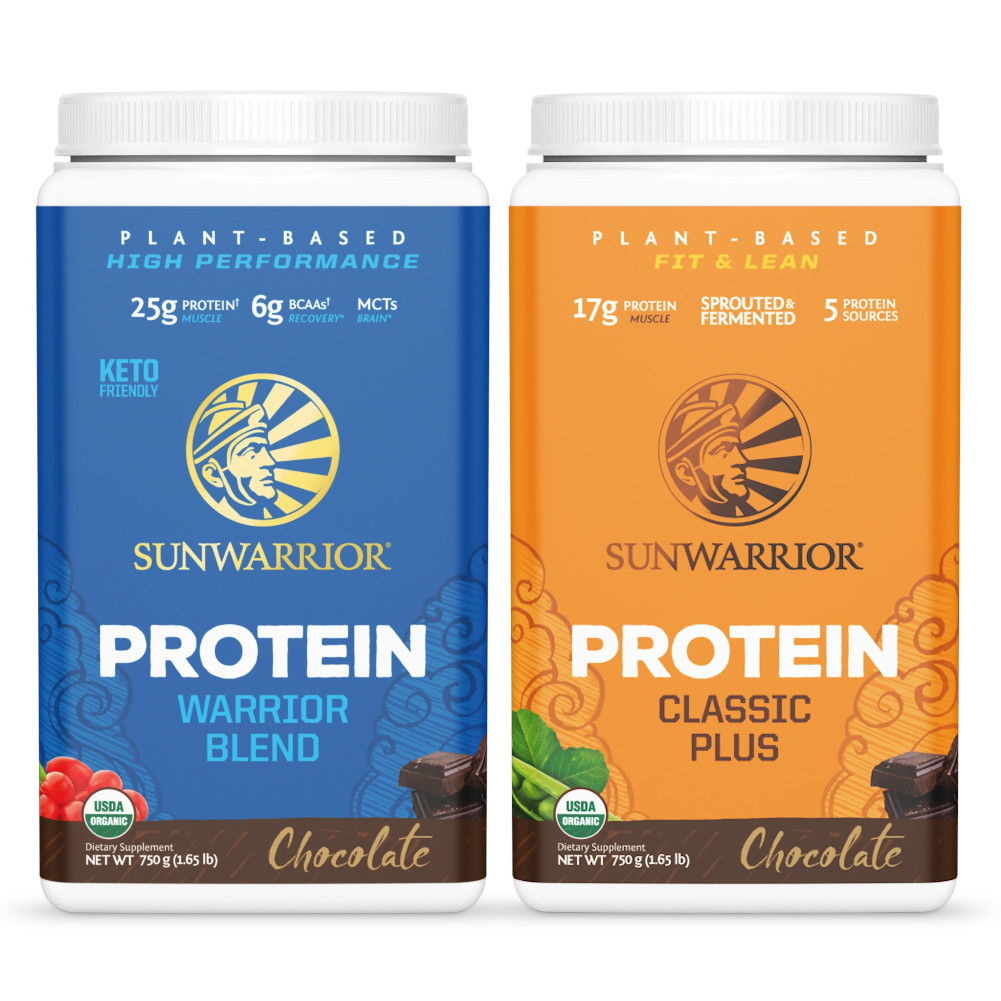 PLANT-BASED
HIGH PERFORMANCE
25g PROTEIN† MUSCLE
6g BCAAs† RECOVERY*
MCTs BRAIN*
KETO
FRIENDLY
SUNWARRIOR®
PROTEIN
WARRIOR
BLEND
USDA
ORGANIC
Dietary Supplement
NET WT 750 g (1.65 lb)
Chocolate
PLANT-BASED
FIT & LEAN
17g PROTEIN MUSCLE
SPROUTED &
FERMENTED
5 PROTEIN SOURCES
SUNWARRIOR®
PROTEIN
CLASSIC
PLUS
USDA
ORGANIC
Dietary Supplement
NET WT 750 g (1.65 lb)
Chocolate